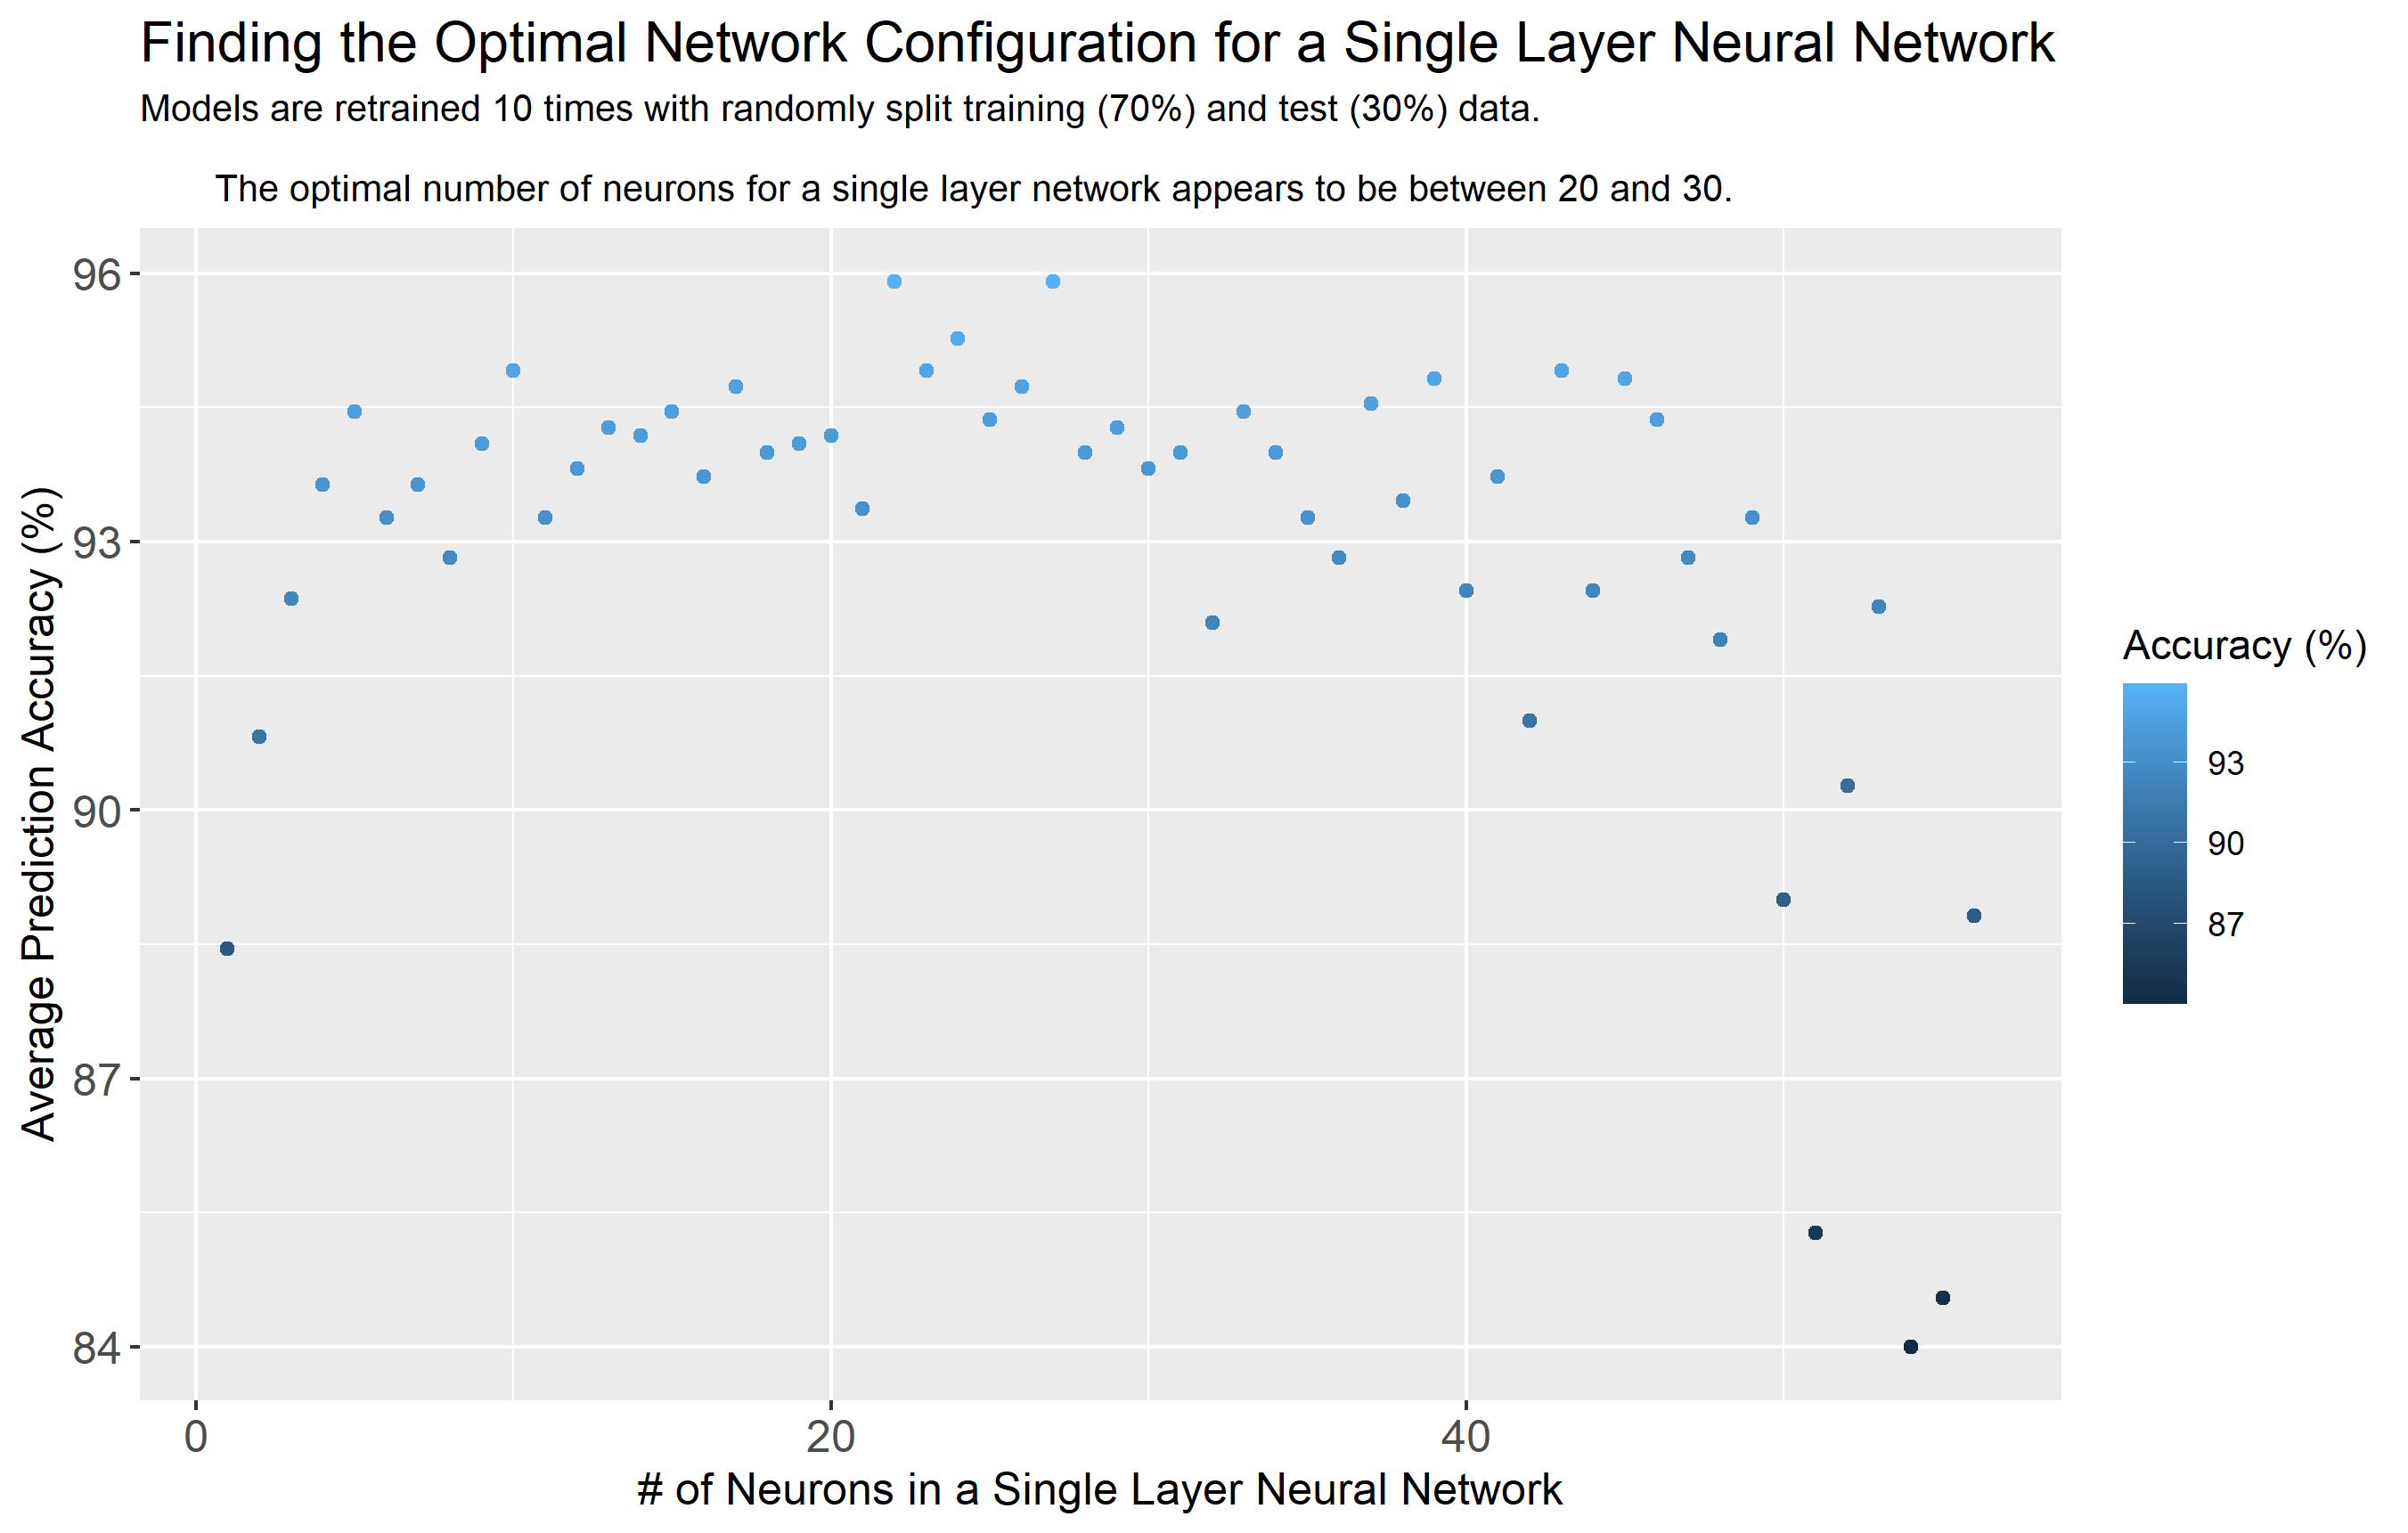 Finding the Optimal Network Configuration for a Single Layer Neural Network
Models are retrained 10 times with randomly split training (70%) and test (30%) data.
The optimal number of neurons for a single layer network appears to be between 20 and 30.
Average Prediction Accuracy (%)
96
93
90
87
84
0
20
40
# of Neurons in a Single Layer Neural Network
Accuracy (%)
93
90
87